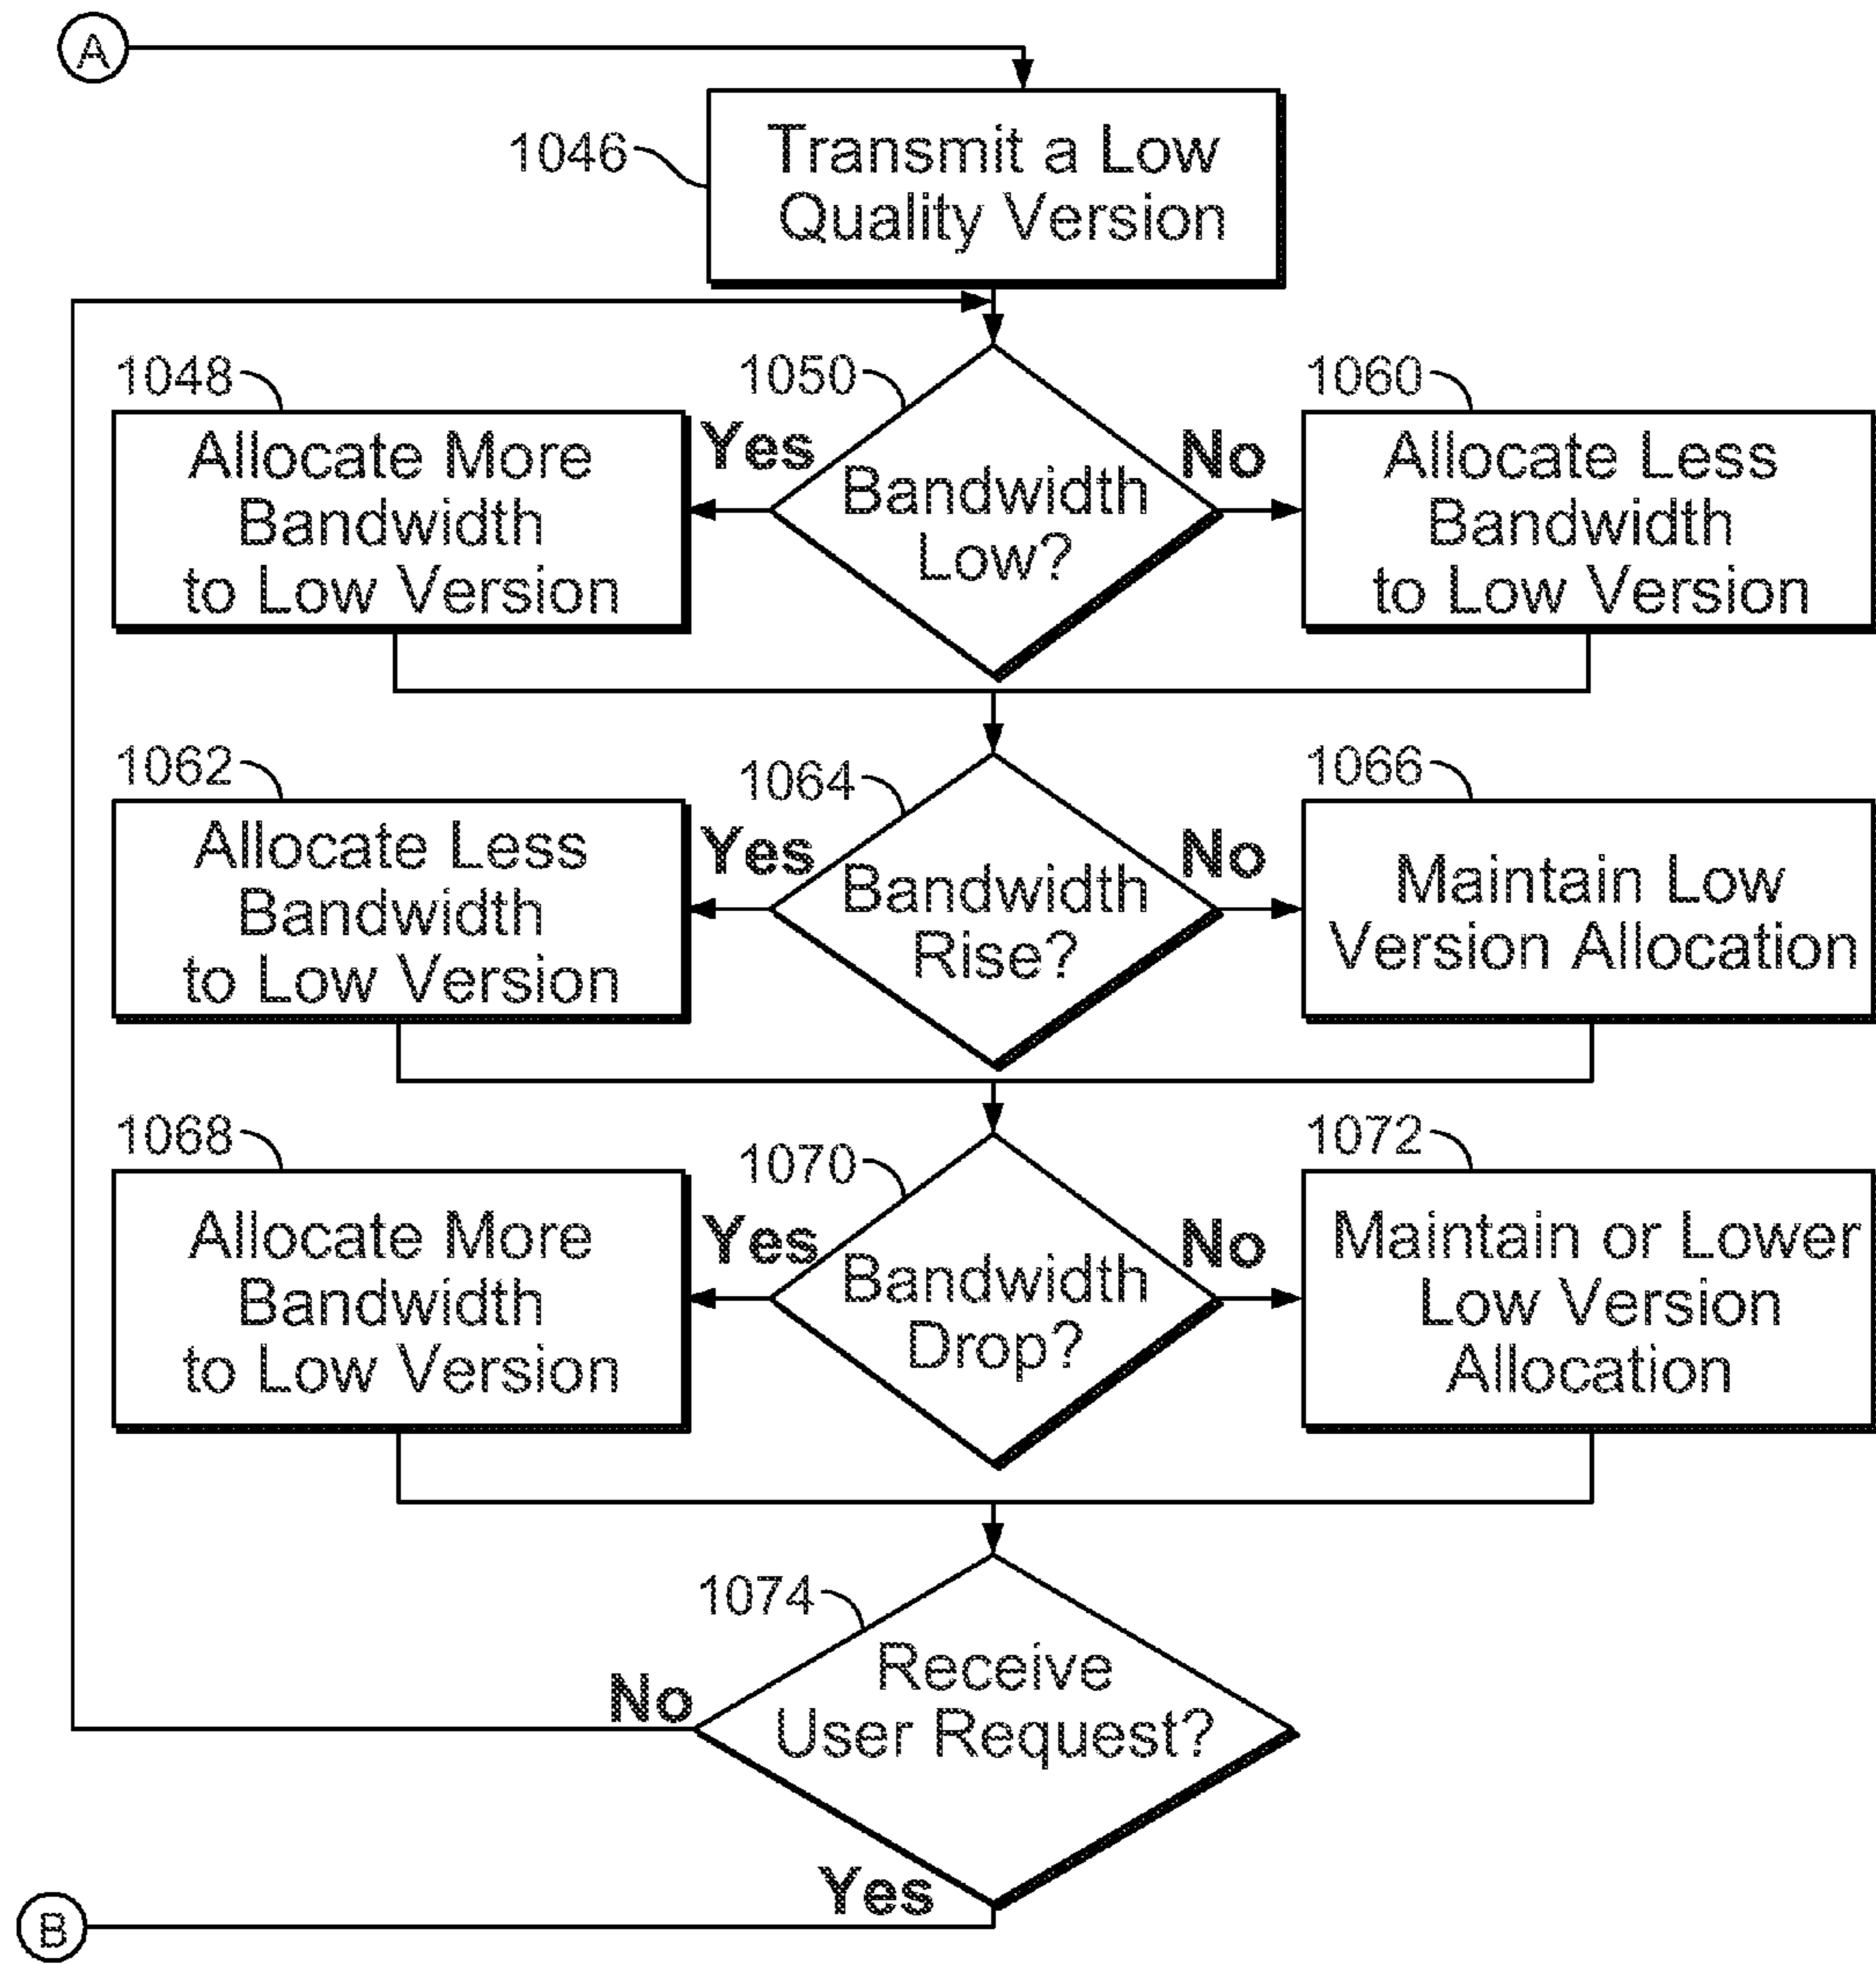 A
1046
Transmit a Low
Quality Version
1048
1050
1060
Allocate More
Bandwidth
to Low Version
Yes
Bandwidth
Low?
No
Allocate Less
Bandwidth
to Low Version
1062
1064
1066
Allocate Less
Bandwidth
to Low Version
Yes
Bandwidth
Rise?
No
Maintain Low
Version Allocation
1068
1070
1072
Allocate More
Bandwidth
to Low Version
Yes
Bandwidth
Drop?
No
Maintain or Lower
Low Version
Allocation
1074
Receive
User Request?
No
Yes
B